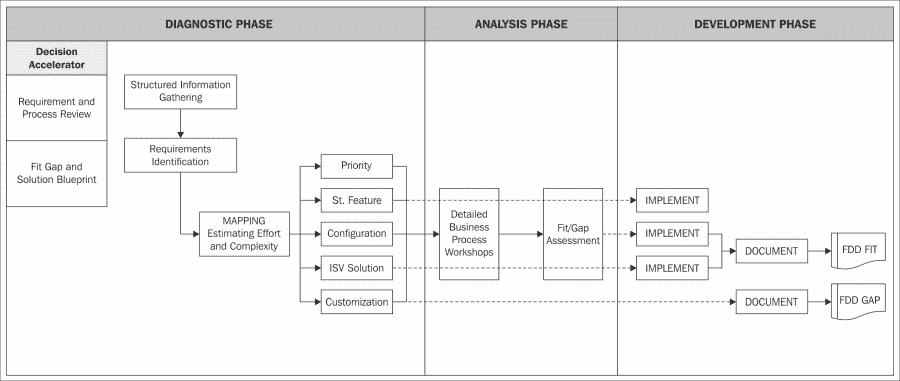 DIAGNOSTIC PHASE
ANALYSIS PHASE
DEVELOPMENT PHASE
Decision
Accelerator
Requirement and
Process Review
Fit Gap and
Solution Blueprint
Structured Information
Gathering
Requirements
Identification
MAPPING
Estimating Effort
and Complexity
Priority
St. Feature
Configuration
ISV Solution
Customization
Detailed
Business
Process
Workshops
Fit/Gap
Assessment
IMPLEMENT
IMPLEMENT
IMPLEMENT
DOCUMENT
FDD FIT
DOCUMENT
FDD GAP